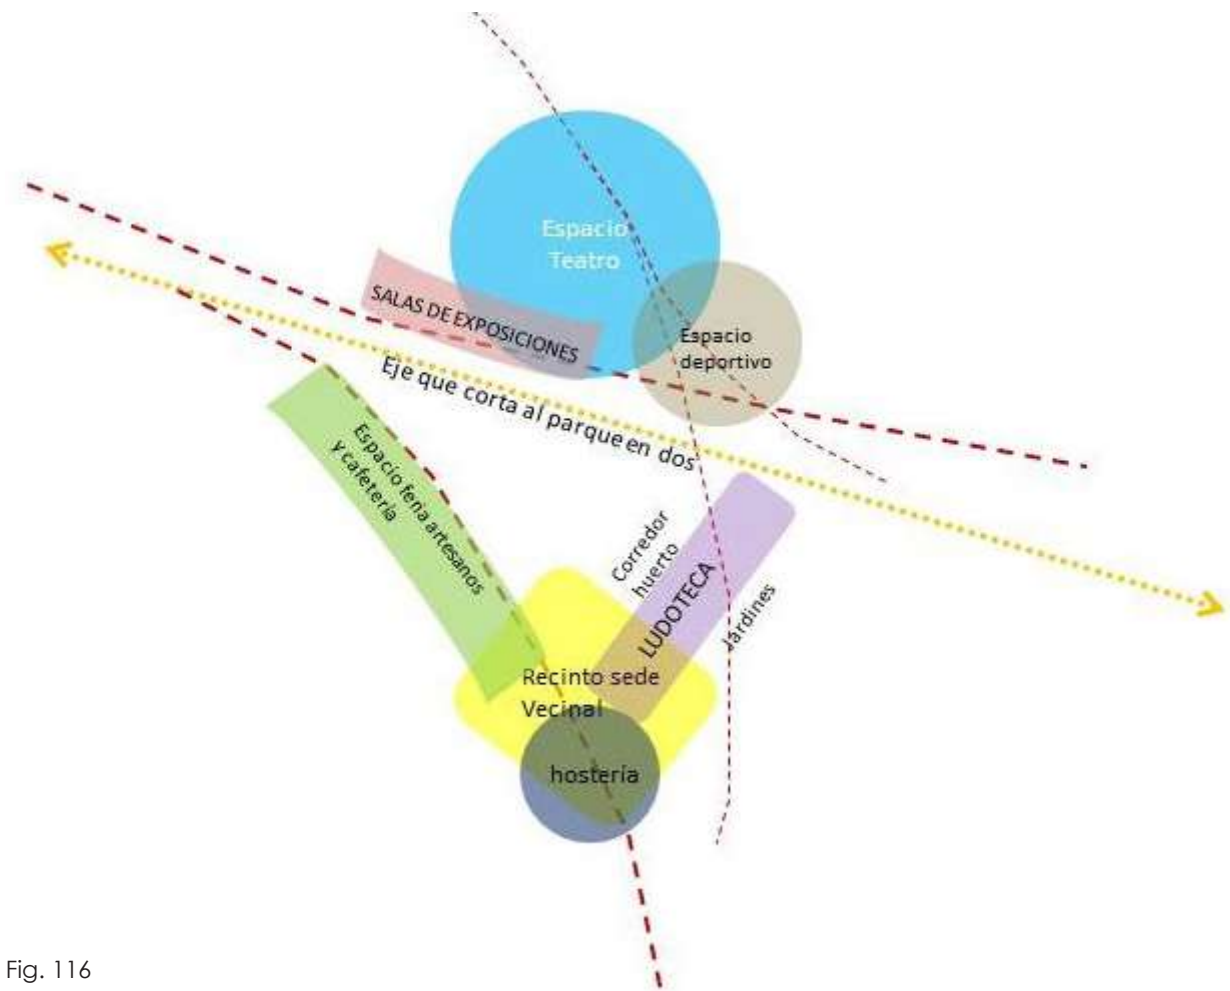 Espacio
Teatro
SALAS DE EXPOSICIONES
Espacio
deportivo
Eje que corta al parque en dos
Espacio feria artesanos
y cafetería
Corredor
huerto
LUDOTECA
Jardines
Recinto sede
Vecinal
hostería
Fig. 116